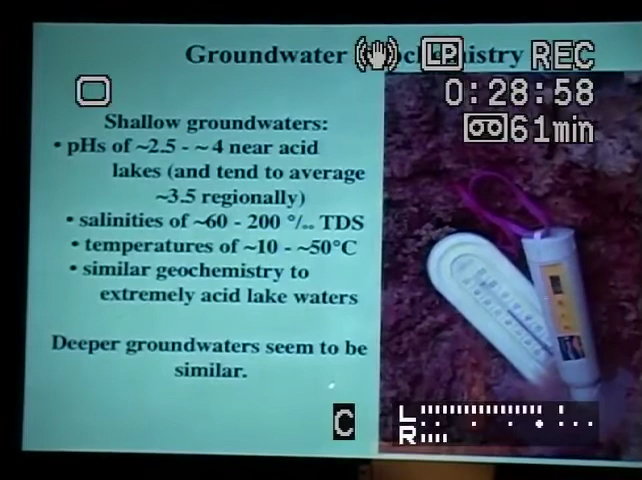 Groundwater chemistry
LP
REC
0:28:58
61min
Shallow groundwaters:
• pHs of ~2.5 - ~ 4 near acid
lakes (and tend to average
~3.5 regionally)
• salinities of ~60 - 200 °/.. TDS
• temperatures of ~10 - ~50°C
• similar geochemistry to
extremely acid lake waters
Deeper groundwaters seem to be
similar.
C
L
R